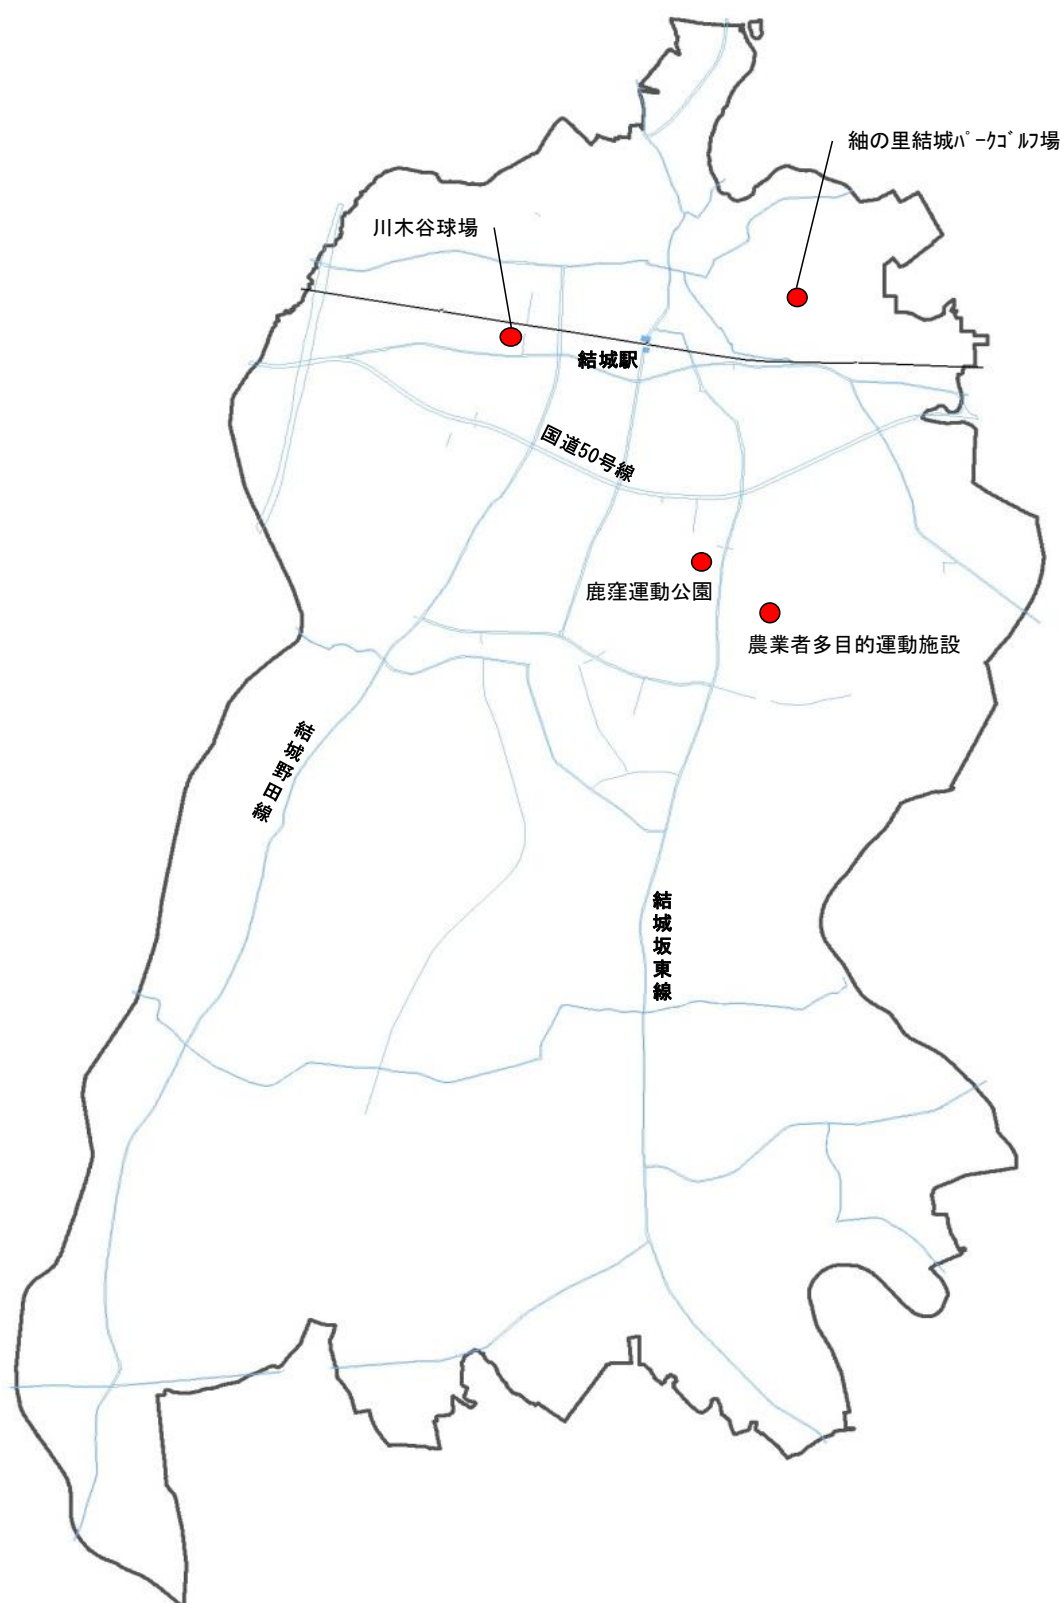 紬の里結城ﾊﾟｰｸｺﾞﾙﾌ場
川木谷球場
結城駅
国道50号線
鹿窪運動公園
農業者多目的運動施設
結城野田線
結城坂東線